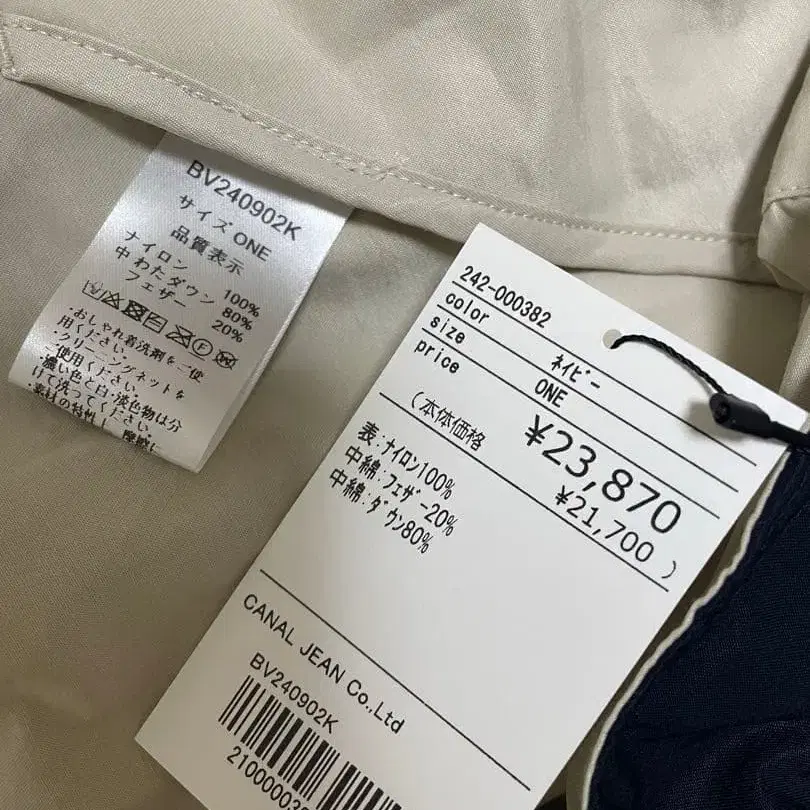 BV240902K
サイズ ONE
品質表示
ナイロン 100%
中わたダウン 80%
フェザー 20%
・おしゃれ着洗剤をご使
用ください。
・クリーニングネットを
ご使用ください。
・濃い色と白・淡色物は分
けて洗ってください。
・素材の特性上、摩擦に
242-000382
color ネイビー
size ONE
price ¥23,870
(本体価格 ¥21,700 )
表:ナイロン100%
中綿:フェザー20%
中綿:ダウン80%
CANAL JEAN Co.,Ltd
BV240902K